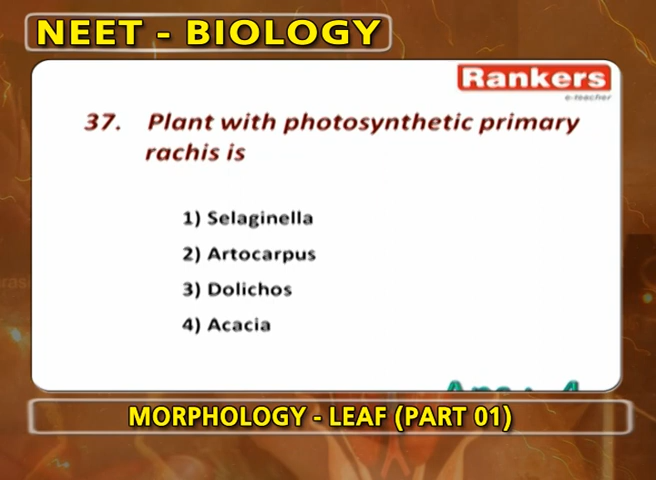 NEET - BIOLOGY
Rankers
e-teacher
37. Plant with photosynthetic primary
rachis is
1) Selaginella
2) Artocarpus
3) Dolichos
4) Acacia
MORPHOLOGY - LEAF (PART 01)